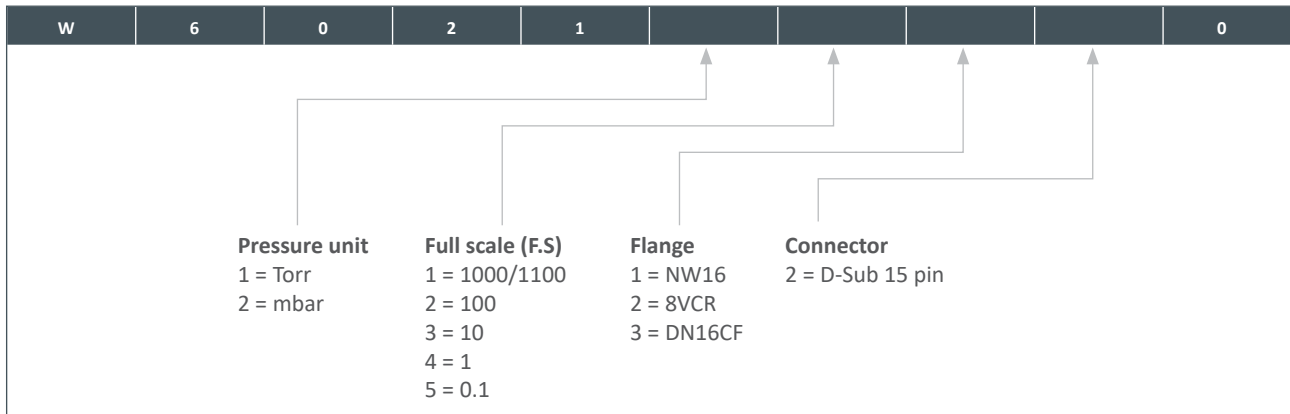 W 6 0 2 1 0
Pressure unit Full scale (F.S) Flange Connector
1 = Torr 1 = 1000/1100 1 = NW16 2 = D-Sub 15 pin
2 = mbar 2 = 100 2 = 8VCR
3 = 10 3 = DN16CF
4 = 1
5 = 0.1